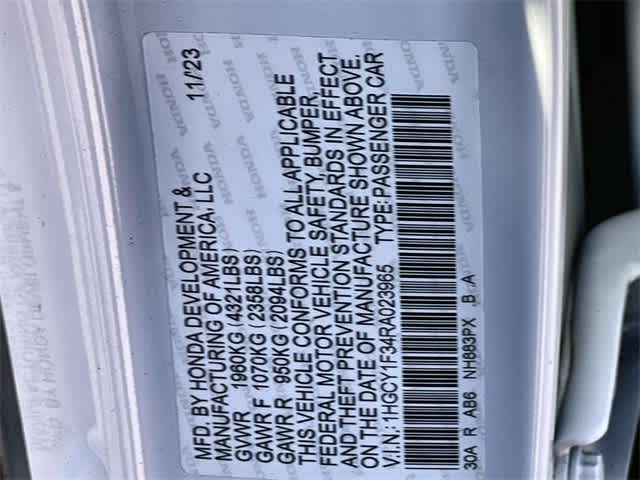 MFD. BY HONDA DEVELOPMENT & 11/23
MANUFACTURING OF AMERICA, LLC
GVWR 1960KG (4321LBS)
GAWR F 1070KG (2358LBS)
GAWR R 950KG (2094LBS)
THIS VEHICLE CONFORMS TO ALL APPLICABLE
FEDERAL MOTOR VEHICLE SAFETY, BUMPER,
AND THEFT PREVENTION STANDARDS IN EFFECT
ON THE DATE OF MANUFACTURE SHOWN ABOVE.
V.I.N.: 1HGCY1F34RA023965 TYPE: PASSENGER CAR
30A R AB6 NH883PX B A